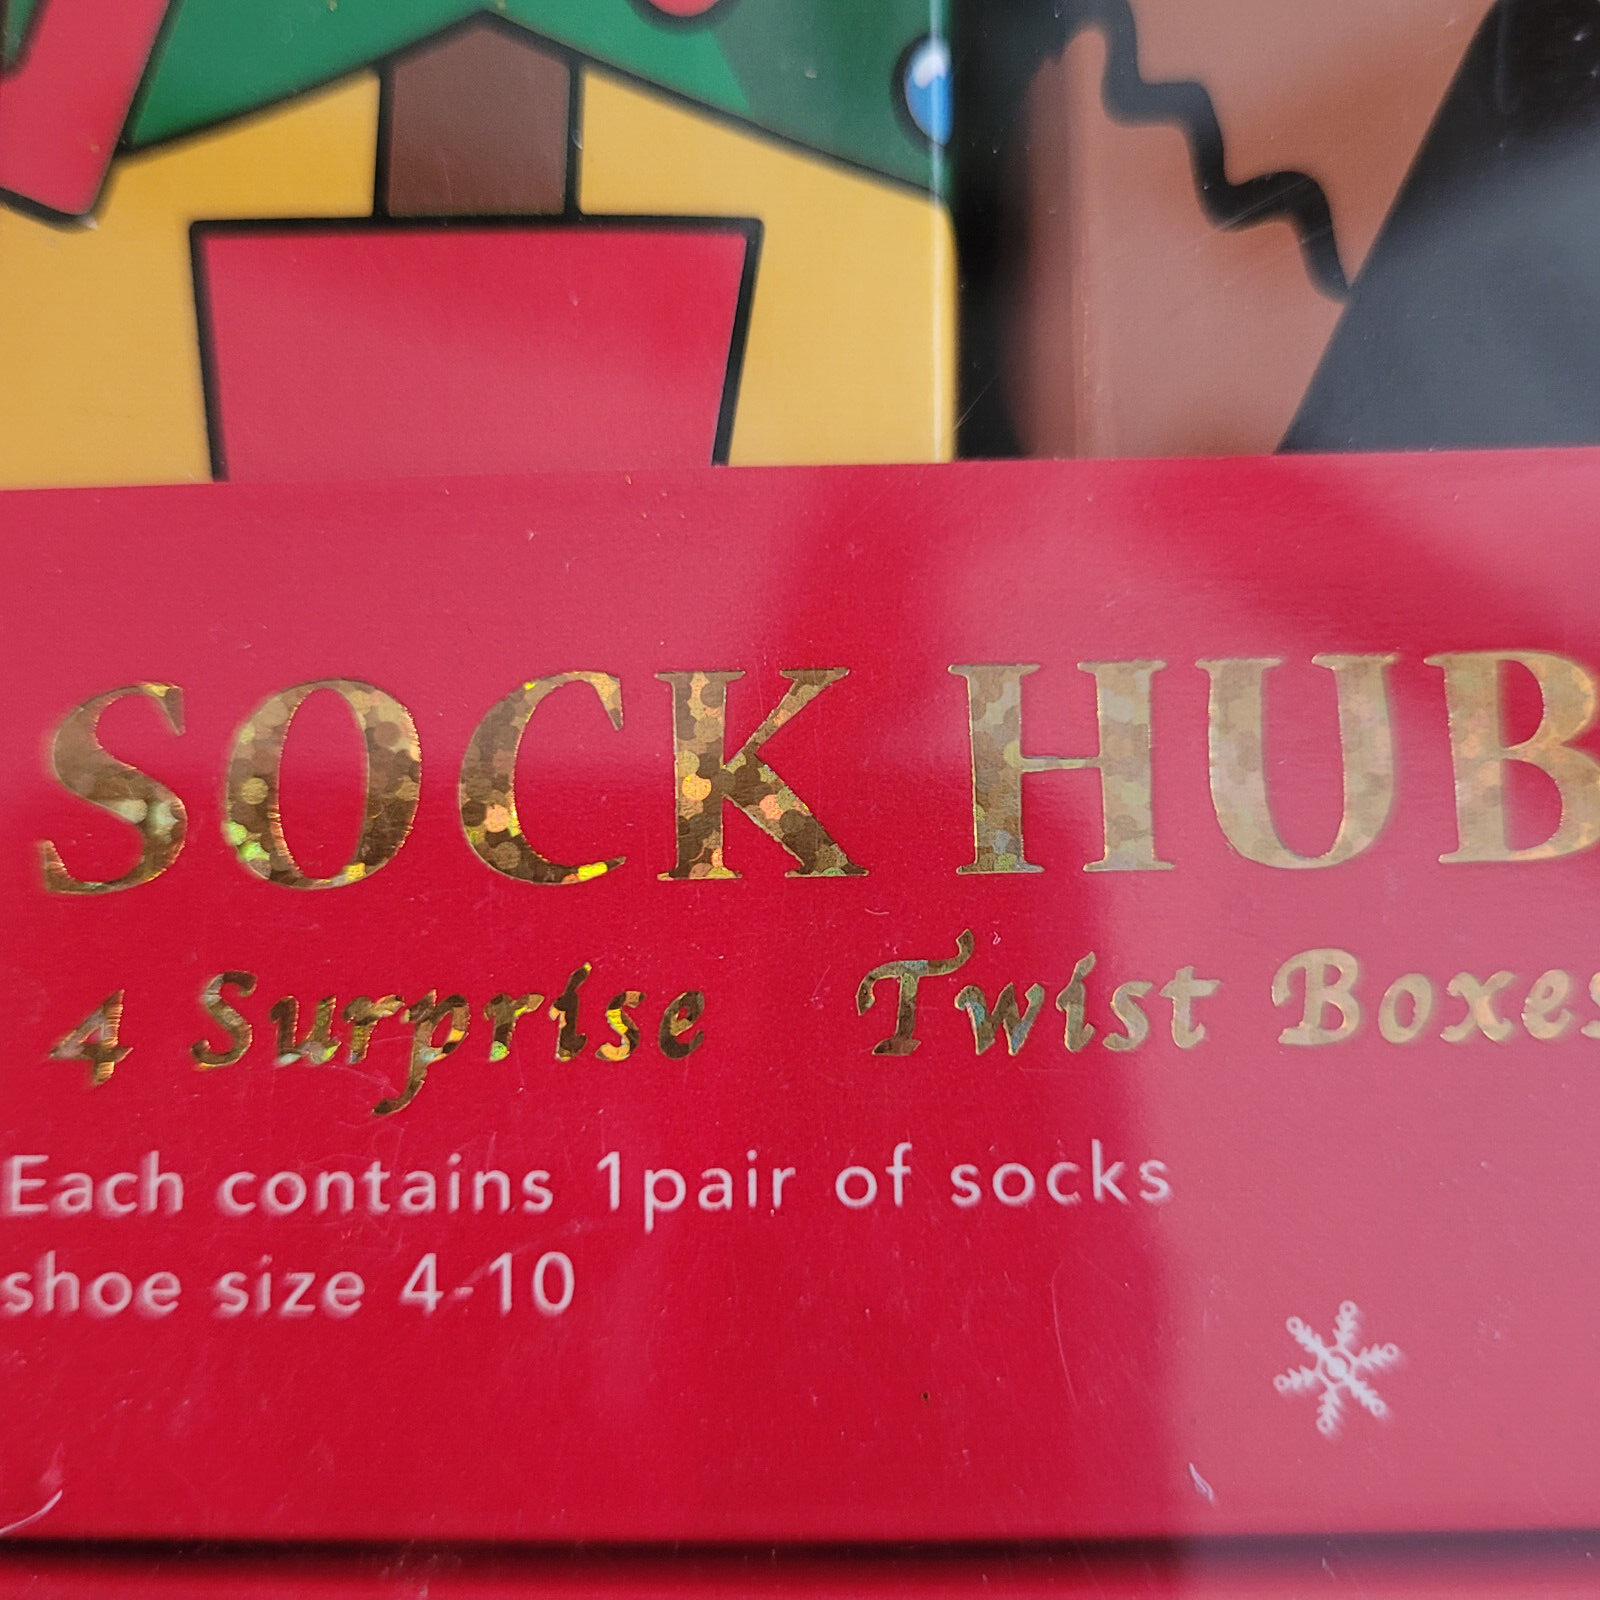 SOCK HUB
4 Surprise Twist Boxes
Each contains 1pair of socks
shoe size 4-10